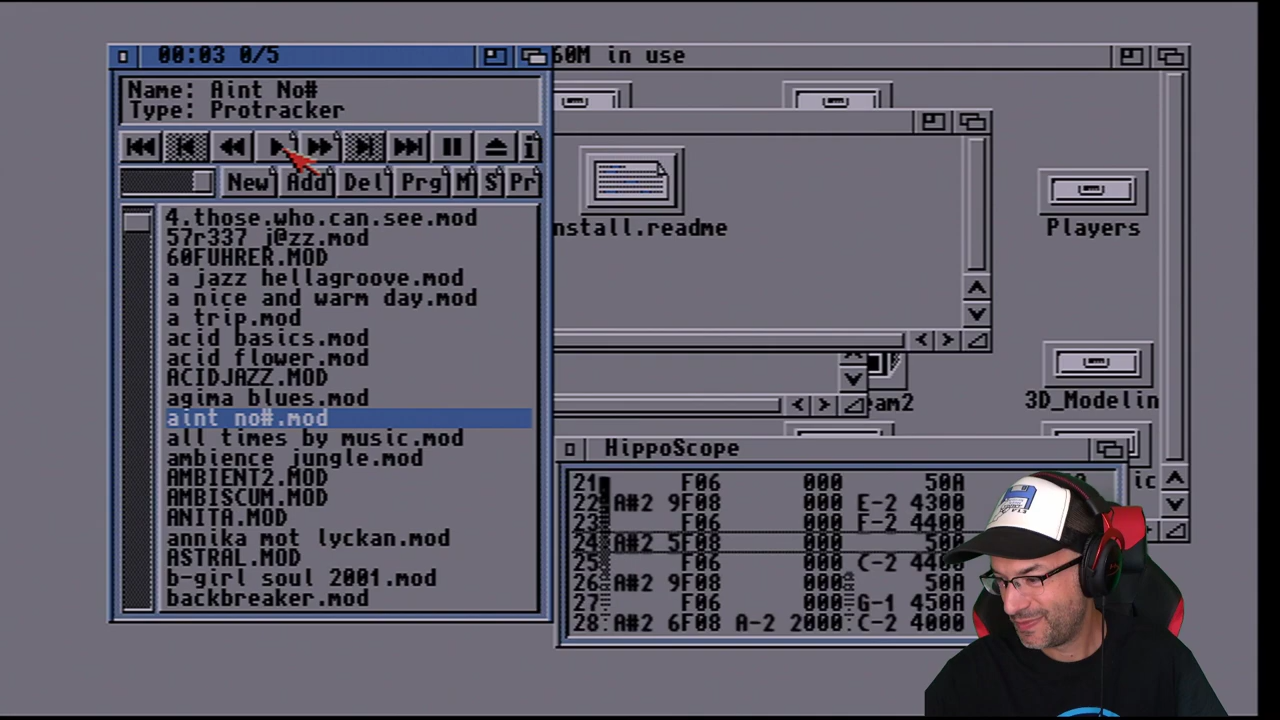 00:03 0/5
Name: Aint No#
Type: Protracker
New Add Del Prg M S Pr
4.those.who.can.see.mod
57r337 j@zz.mod
60FUHRER.MOD
a jazz hellagroove.mod
a nice and warm day.mod
a trip.mod
acid basics.mod
acid flower.mod
ACIDJAZZ.MOD
agima blues.mod
aint no#.mod
all times by music.mod
ambience jungle.mod
AMBIENT2.MOD
AMBISCUM.MOD
ANITA.MOD
annika mot lyckan.mod
ASTRAL.MOD
b-girl soul 2001.mod
backbreaker.mod
60M in use
nstall.readme
Players
3D_Modelin
am2
ic
HippoScope
21 F06 000 50A
22 A#2 9F08 000 E-2 4300
23 F06 000 F-2 4400
24 A#2 5F08 000 500
25 F06 000 C-2 4400
26 A#2 9F08 000 50A
27 F06 000 G-1 450A
28 A#2 6F08 A-2 2000 C-2 4000